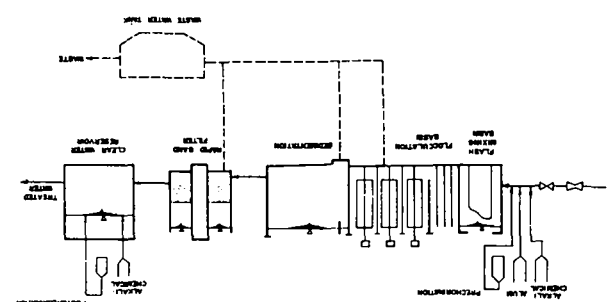 POSTCHLORINATION
ALKALI
CHEMICAL
ALKALI
CHEMICAL
ALUM
PRECHLORINATION
TREATED
WATER
FLASH
MIXING
BASIN
FLOCCULATION
BASIN
SEDIMENTATION
RAPID SAND
FILTER
CLEAR WATER
RESERVOIR
WASTE
WASTE WATER TANK